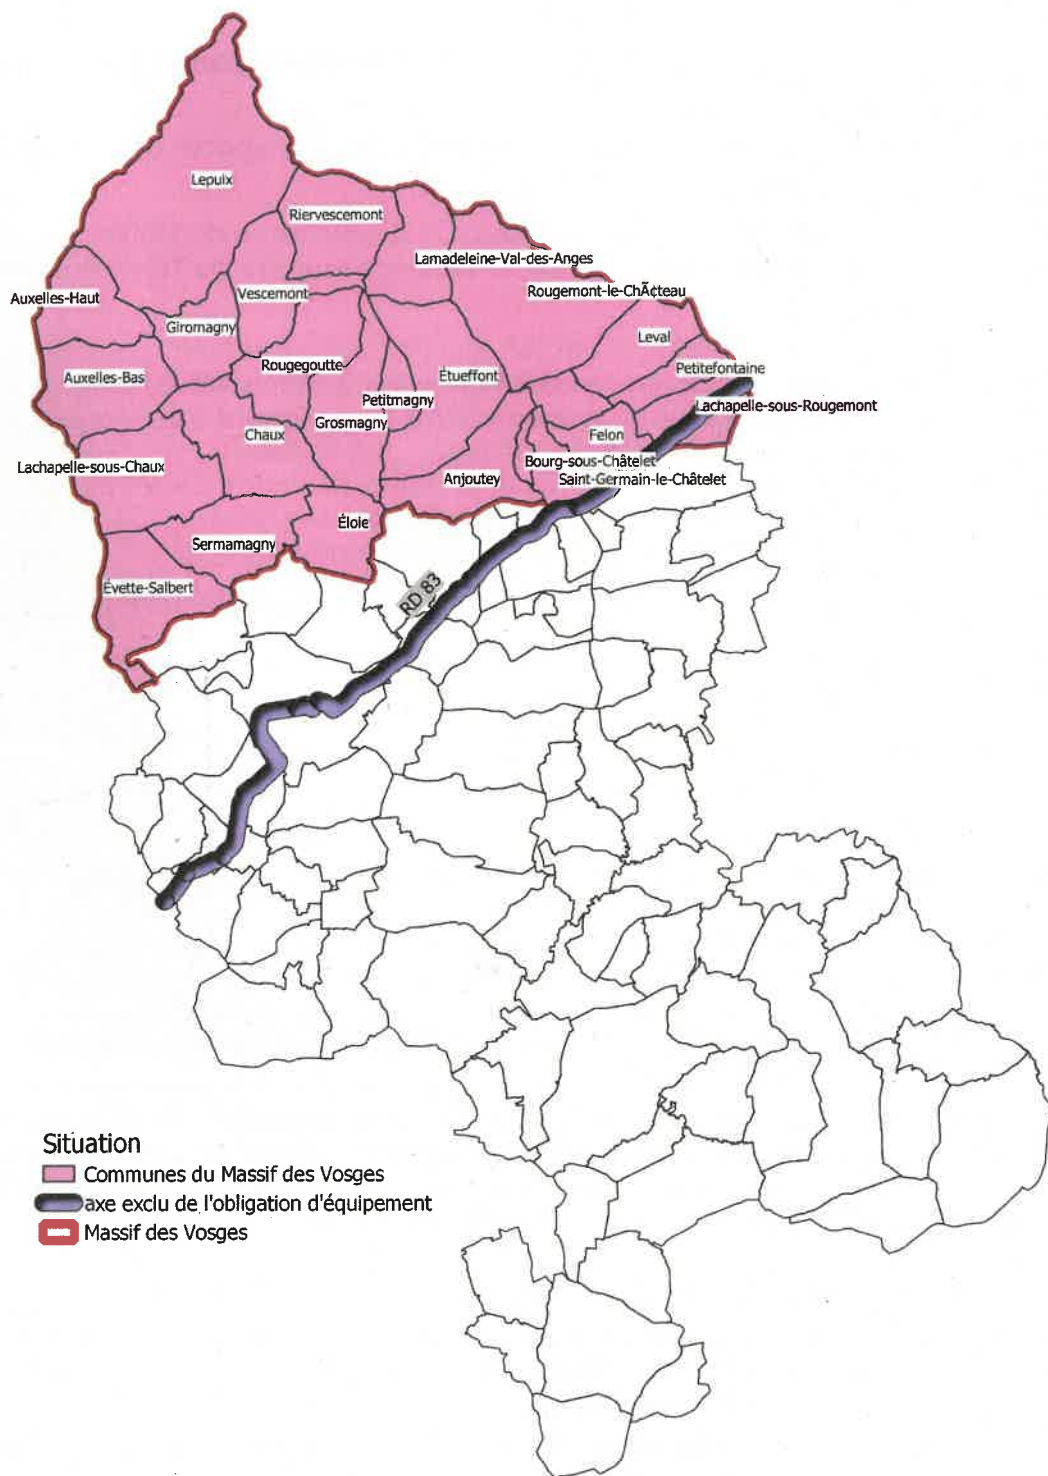 Lepuix
Riervescemont
Lamadeleine-Val-des-Anges
Auxelles-Haut
Vescemont
Rougemont-le-ChÃ¢teau
Giromagny
Leval
Rougegoutte
Petitefontaine
Auxelles-Bas
Étueffont
Petitmagny
Lachapelle-sous-Rougemont
Grosmagny
Chaux
Felon
Lachapelle-sous-Chaux
Bourg-sous-Châtelet
Anjoutey
Saint-Germain-le-Châtelet
Éloie
Sermamagny
Évette-Salbert
RD 83
Situation
Communes du Massif des Vosges
axe exclu de l'obligation d'équipement
Massif des Vosges